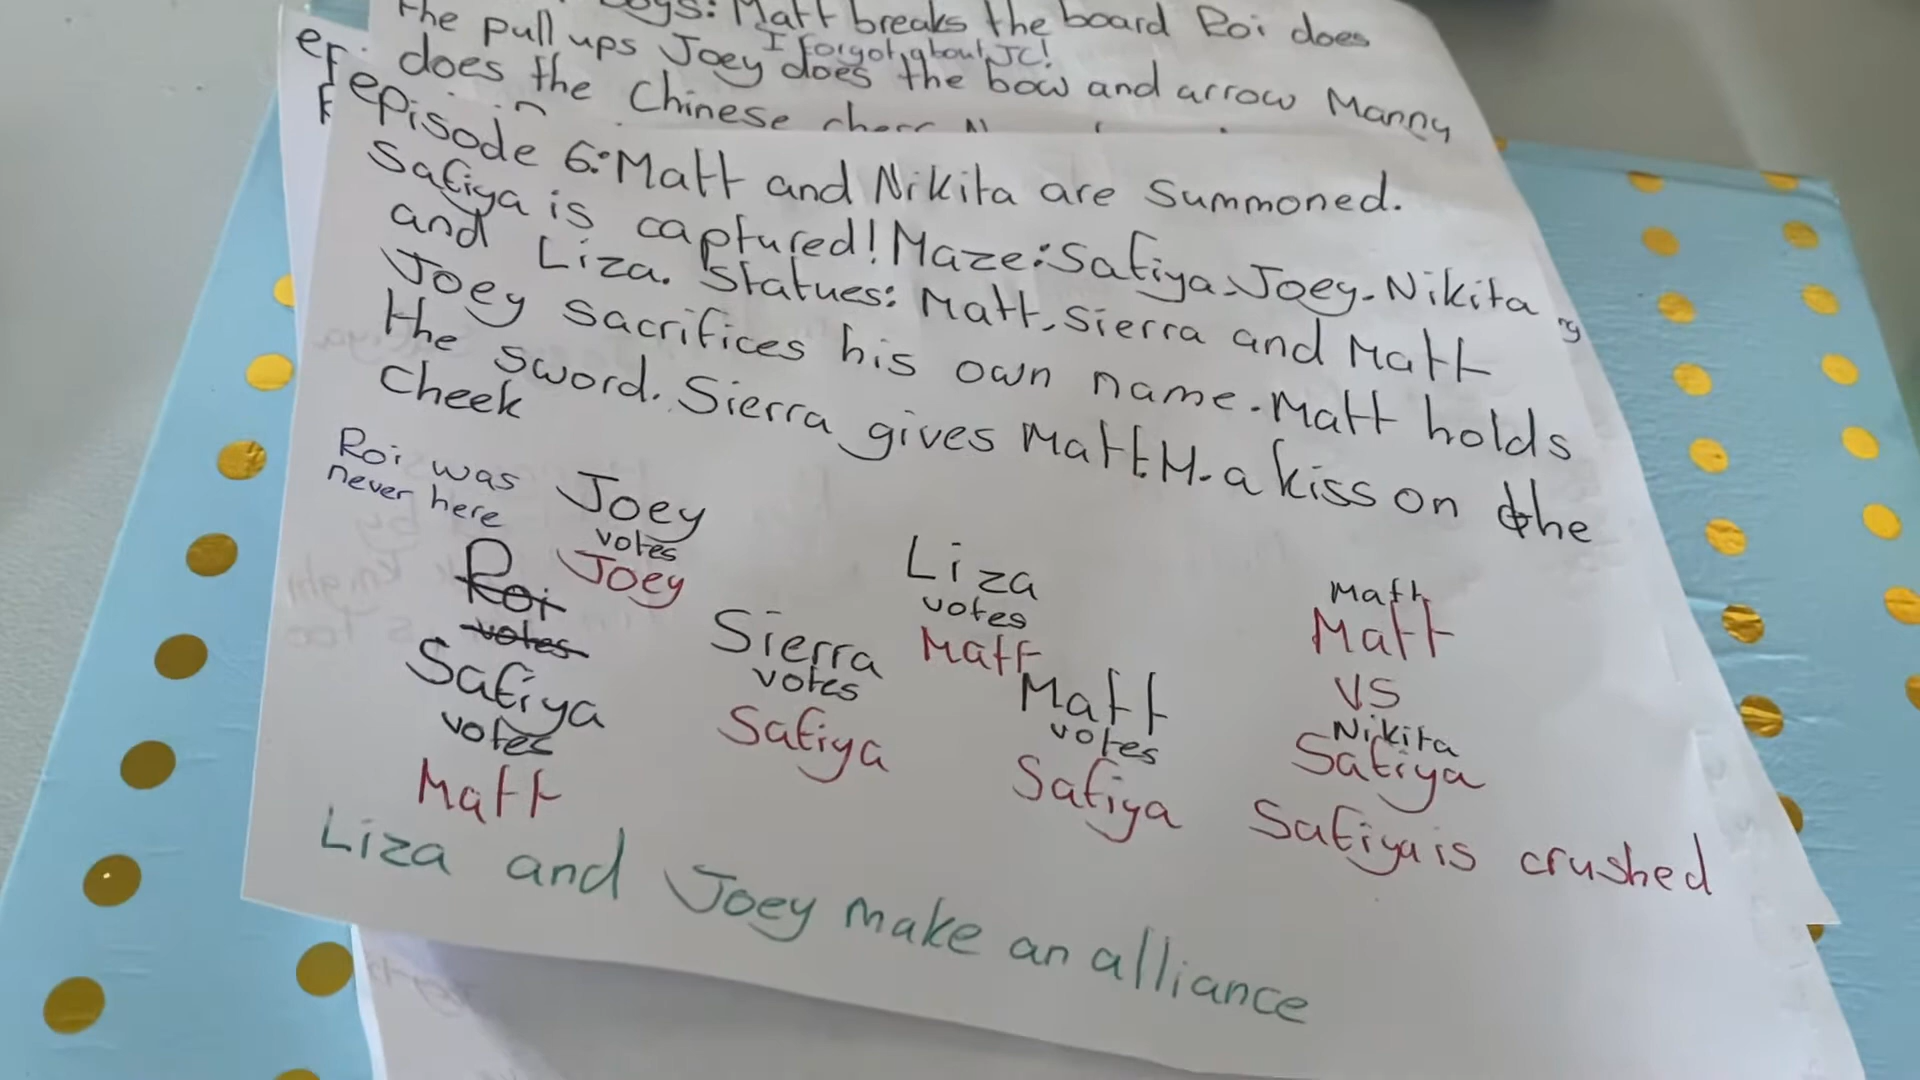 oys: Matt breaks the board Roi does
the pull ups Joey does the bow and arrow Manny
I forgot about JC!
does the Chinese
episode 6: Matt and Nikita are summoned.
Safiya is captured! Maze: Safiya, Joey, Nikita
and Liza. Statues: Matt, Sierra and Matt
Joey sacrifices his own name. Matt holds
the sword. Sierra gives Matt.M. a kiss on the
cheek
Roi was
never here
Joey
votes
Joey
Roi
votes
Safiya
votes
Matt
Sierra
votes
Safiya
Liza
votes
Matt
Matt
votes
Safiya
Matt
Matt
VS
Nikita
Safiya
Safiya is crushed
Liza and Joey make an alliance